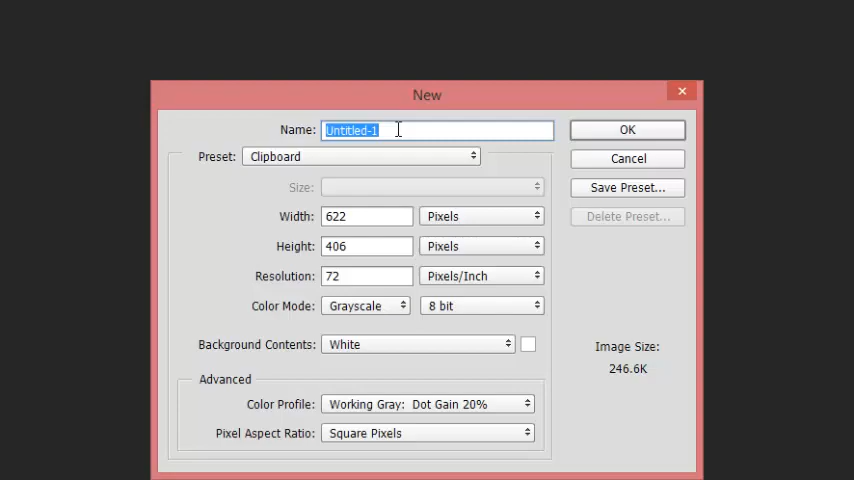 New
Name: Untitled-1 OK
Preset: Clipboard Cancel
Size: Save Preset...
Width: 622 Pixels Delete Preset...
Height: 406 Pixels
Resolution: 72 Pixels/Inch
Color Mode: Grayscale 8 bit
Background Contents: White Image Size:
246.6K
Advanced
Color Profile: Working Gray: Dot Gain 20%
Pixel Aspect Ratio: Square Pixels